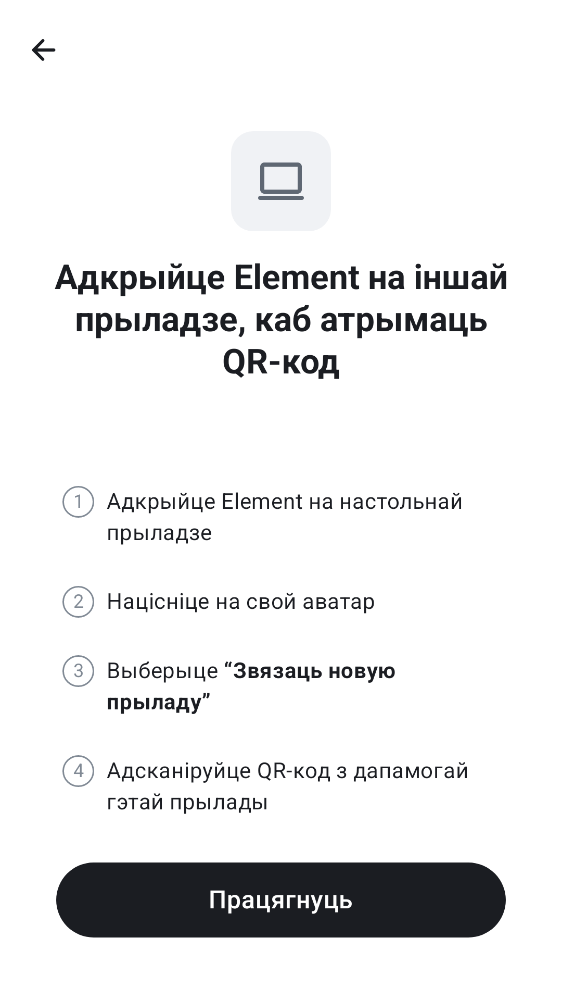 Адкрыйце Element на іншай
прыладзе, каб атрымаць
QR-код
1 Адкрыйце Element на настольнай
прыладзе
2 Націсніце на свой аватар
3 Выберыце “Звязаць новую
прыладу”
4 Адсканіруйце QR-код з дапамогай
гэтай прылады
Працягнуць